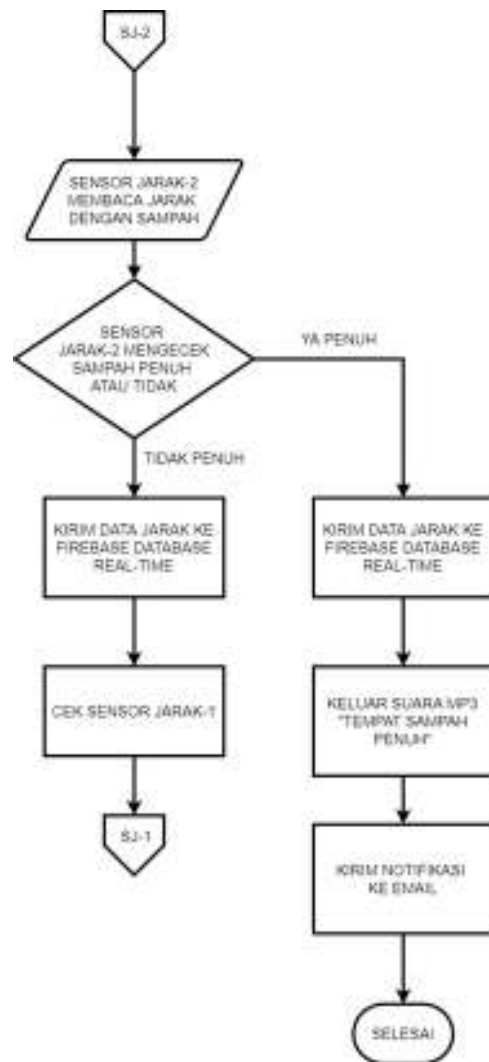 SJ-2
SENSOR JARAK-2
MEMBACA JARAK
DENGAN SAMPAH
SENSOR
JARAK-2 MENGECEK
SAMPAH PENUH
ATAU TIDAK
YA PENUH
TIDAK PENUH
KIRIM DATA JARAK KE
FIREBASE DATABASE
REAL-TIME
CEK SENSOR JARAK-1
SJ-1
KIRIM DATA JARAK KE
FIREBASE DATABASE
REAL-TIME
KELUAR SUARA MP3
"TEMPAT SAMPAH
PENUH"
KIRIM NOTIFIKASI
KE EMAIL
SELESAI